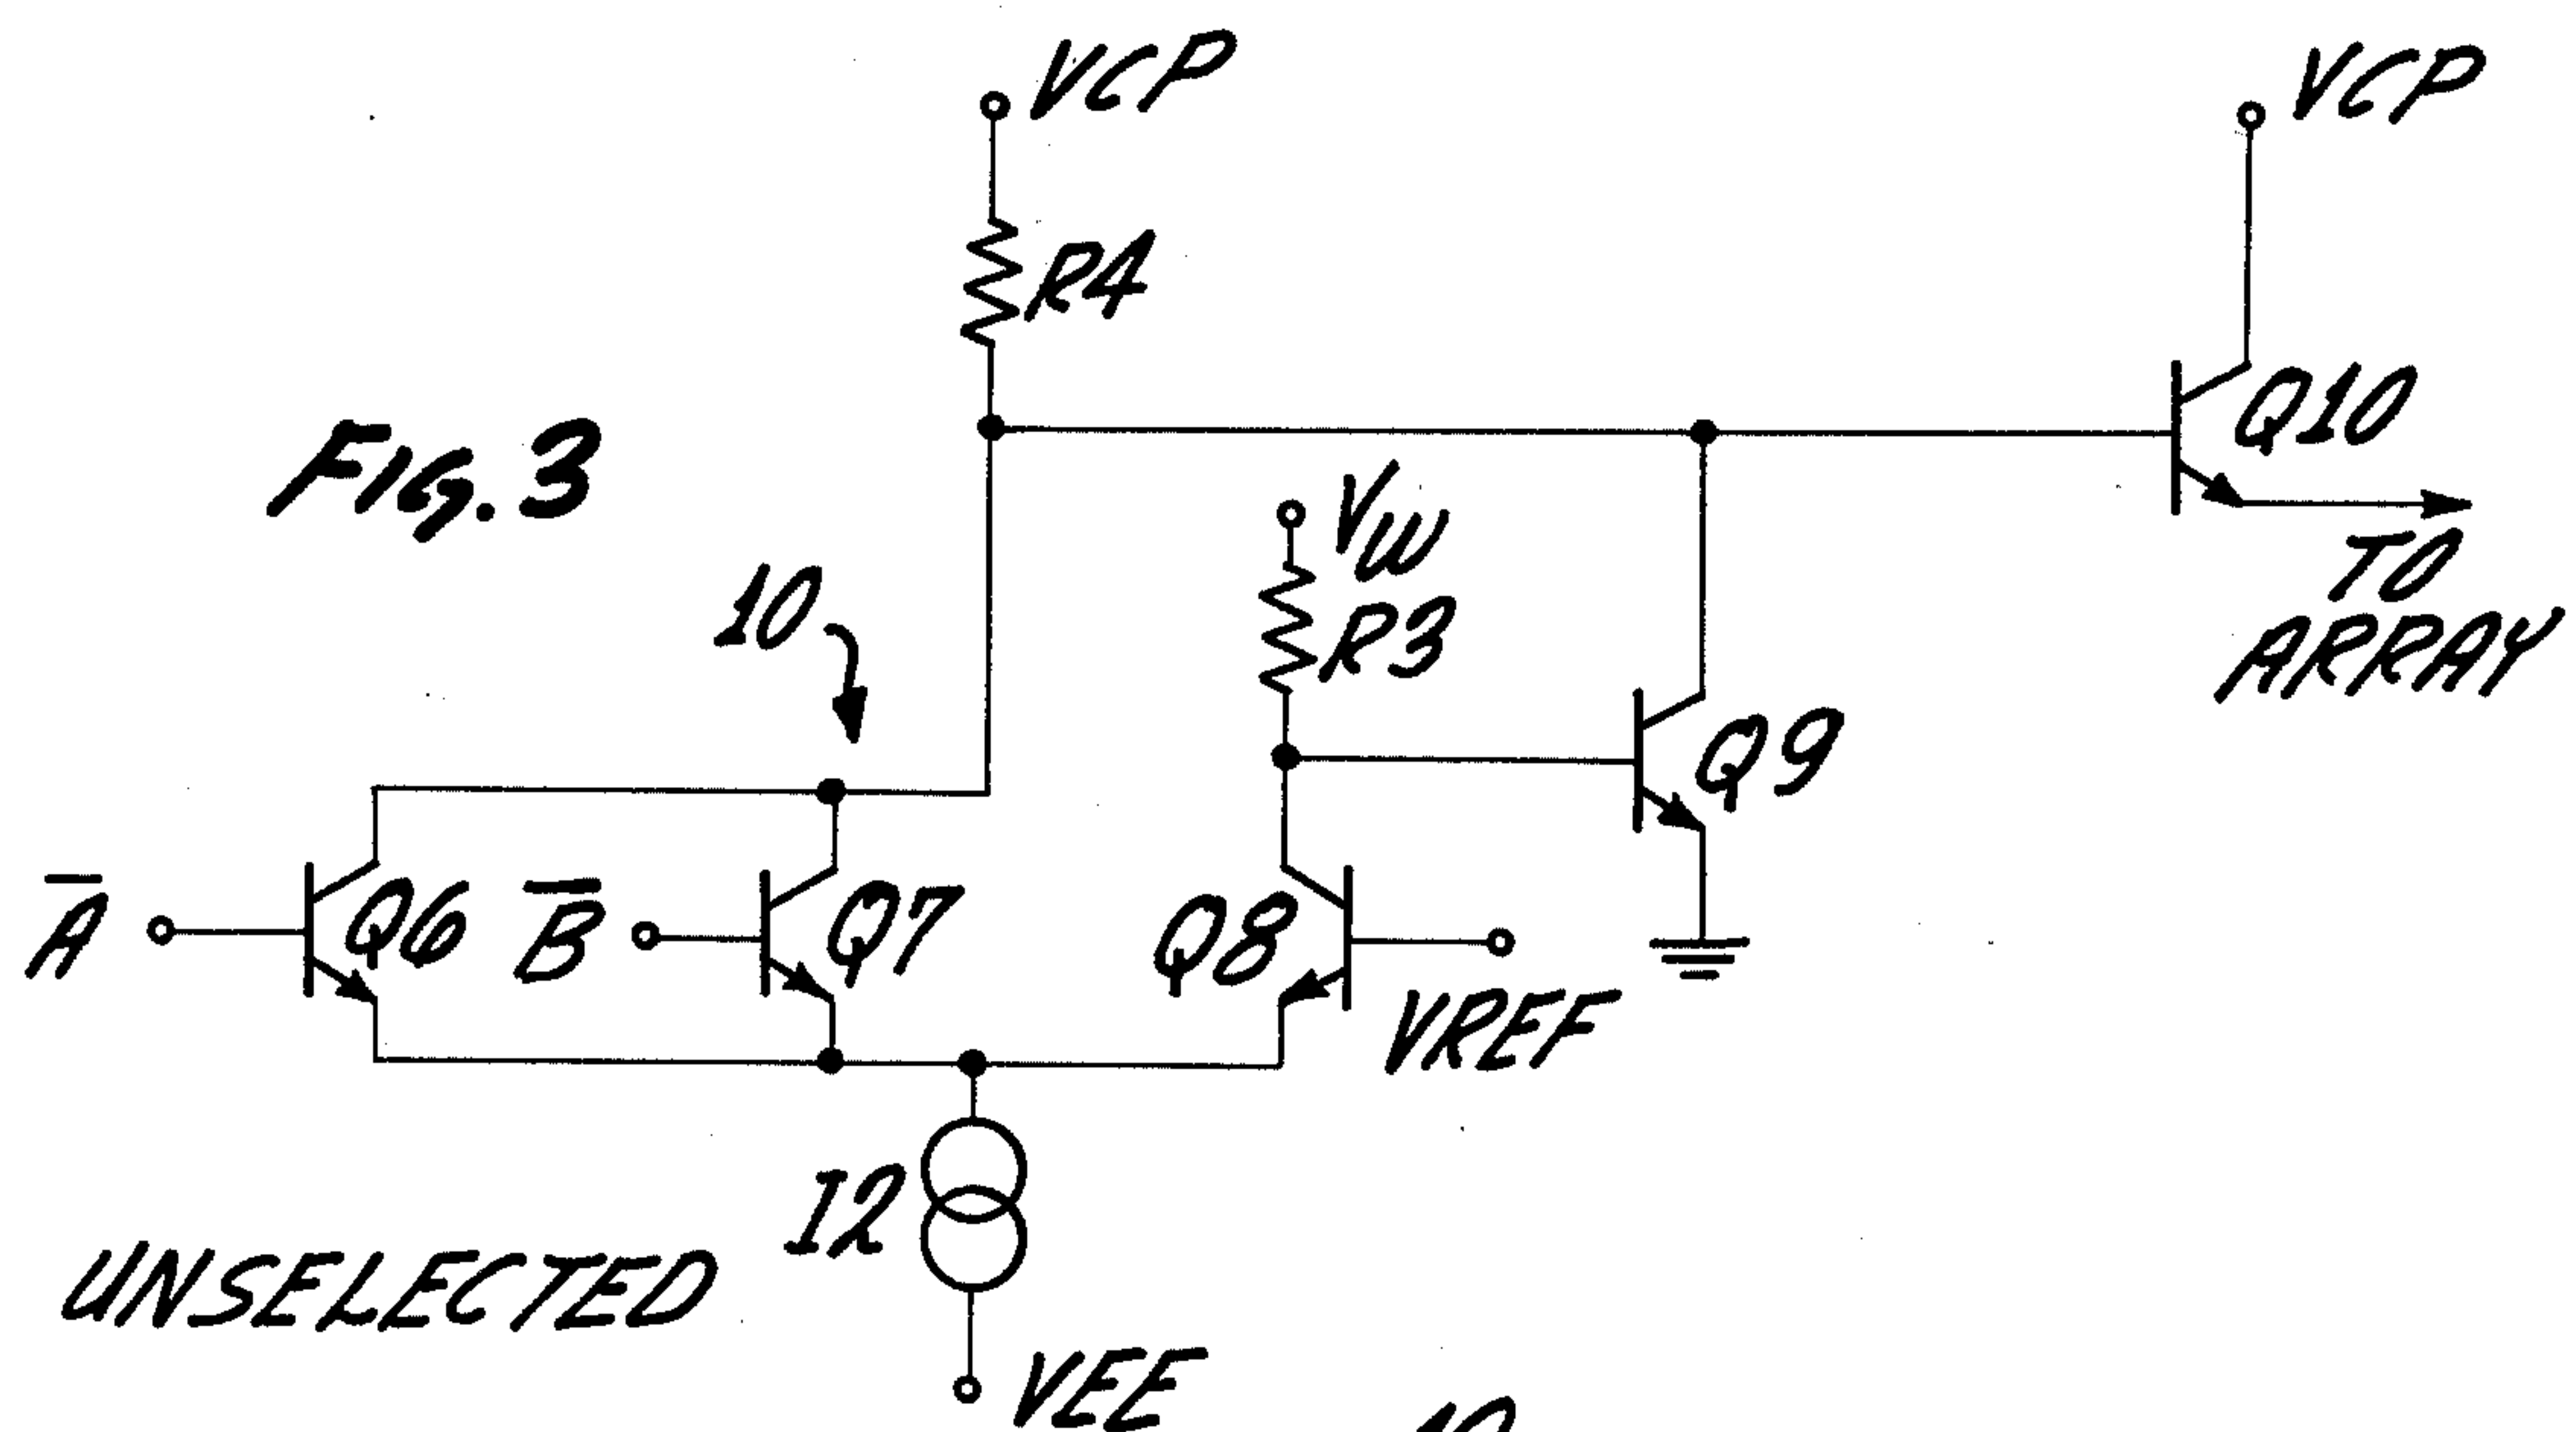 VCP
VCP
R4
Q10
FIG. 3
VW
TO
ARRAY
10
R3
Q9
A̅
Q6
B̅
Q7
Q8
VREF
I2
UNSELECTED
VEE